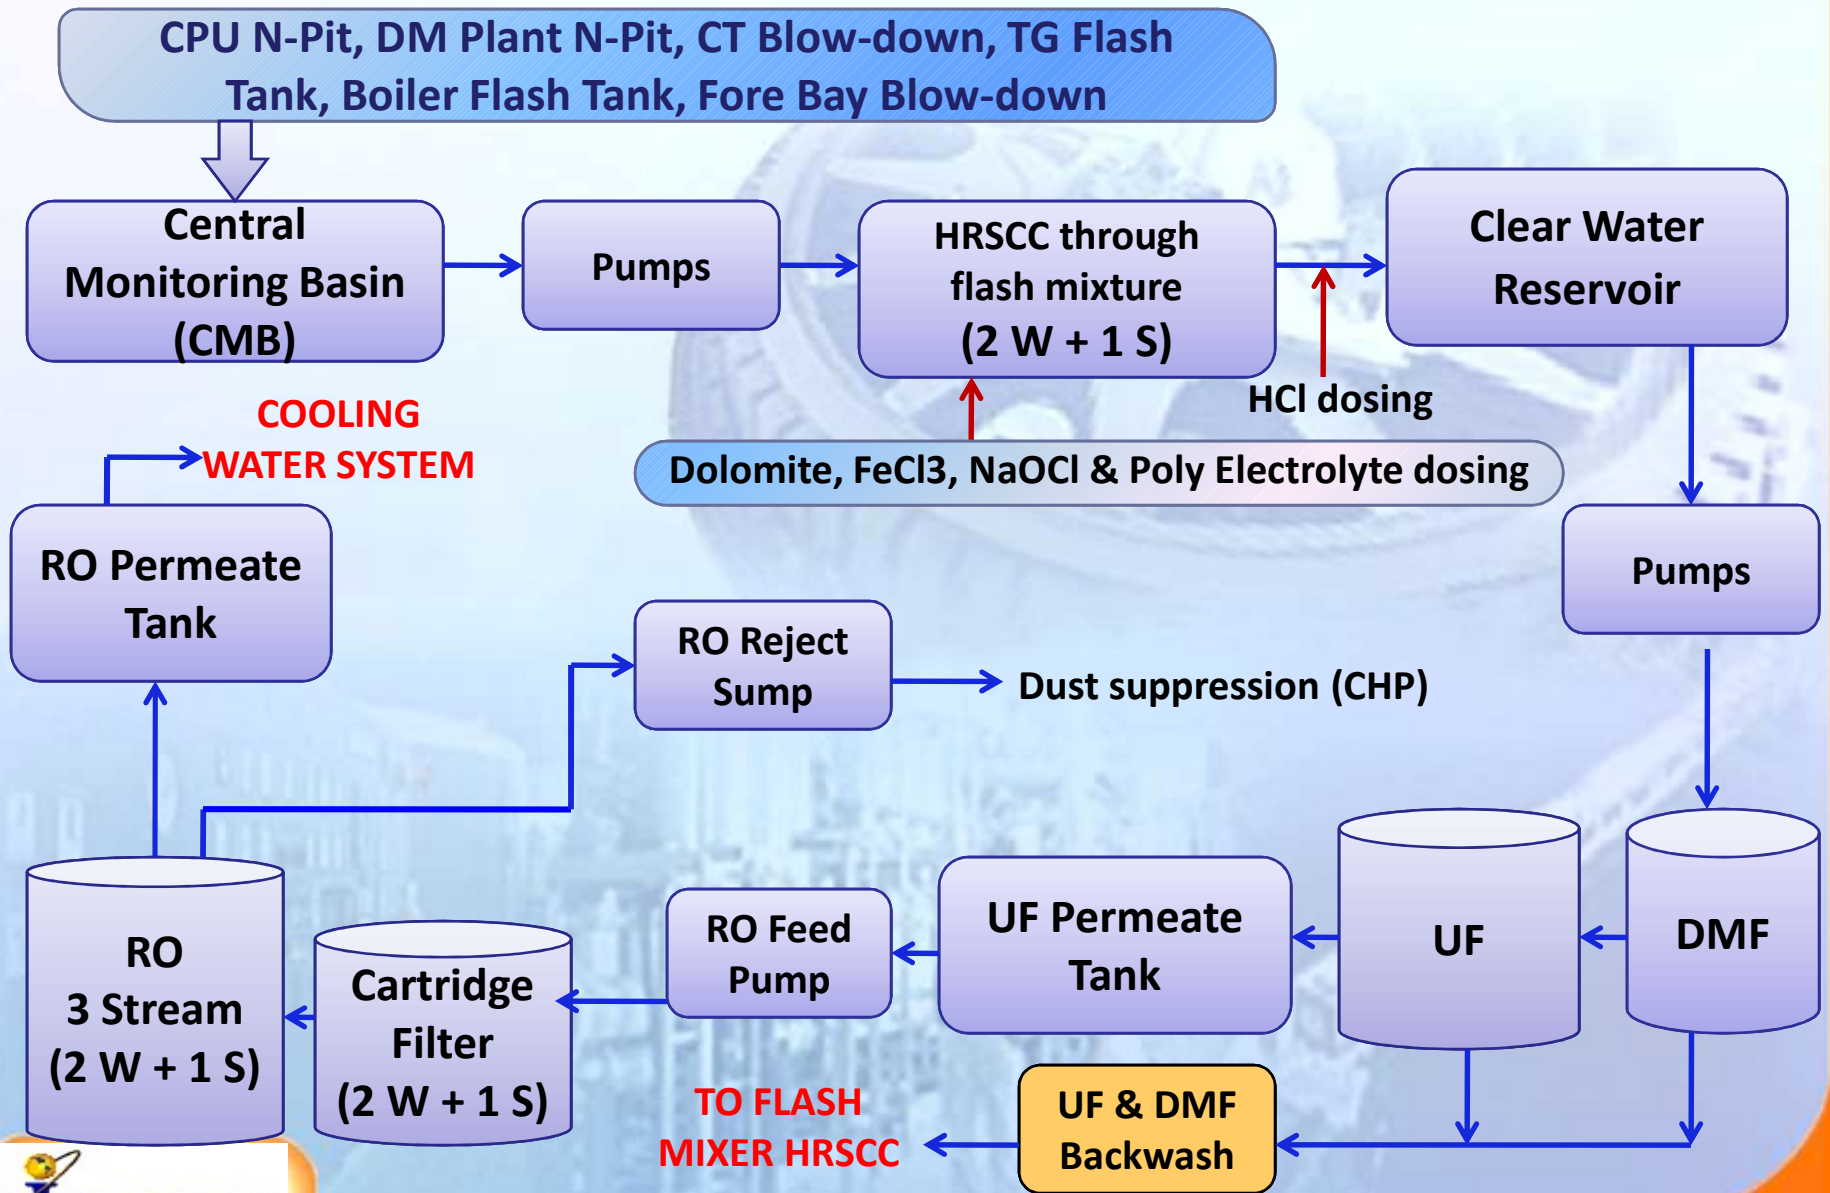 CPU N-Pit, DM Plant N-Pit, CT Blow-down, TG Flash
Tank, Boiler Flash Tank, Fore Bay Blow-down
Central
Monitoring Basin
(CMB)
Pumps
HRSCC through
flash mixture
(2 W + 1 S)
Clear Water
Reservoir
HCl dosing
COOLING
WATER SYSTEM
Dolomite, FeCl3, NaOCl & Poly Electrolyte dosing
RO Permeate
Tank
Pumps
RO Reject
Sump
Dust suppression (CHP)
RO
3 Stream
(2 W + 1 S)
Cartridge
Filter
(2 W + 1 S)
RO Feed
Pump
UF Permeate
Tank
UF
DMF
TO FLASH
MIXER HRSCC
UF & DMF
Backwash